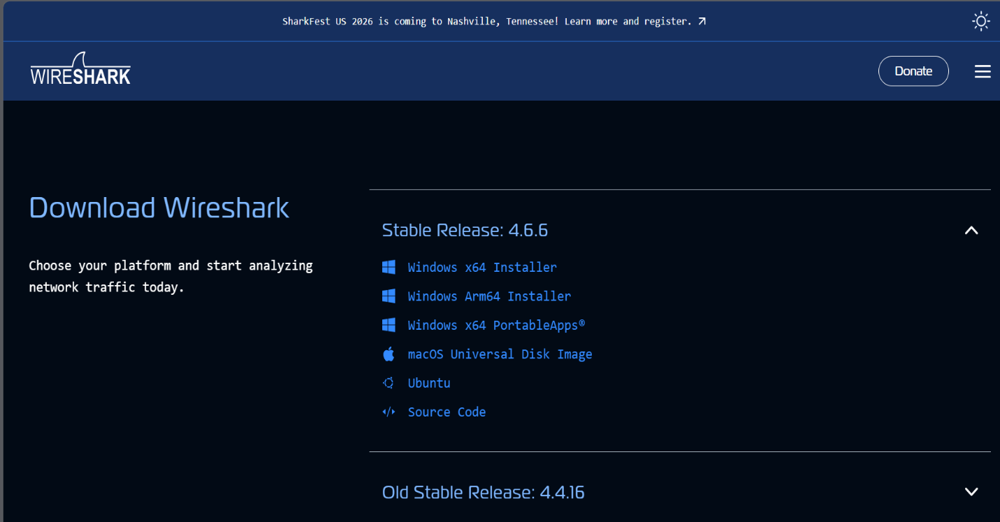 SharkFest US 2026 is coming to Nashville, Tennessee! Learn more and register.
WIRESHARK
Donate
Download Wireshark
Choose your platform and start analyzing
network traffic today.
Stable Release: 4.6.6
Windows x64 Installer
Windows Arm64 Installer
Windows x64 PortableApps®
macOS Universal Disk Image
Ubuntu
Source Code
Old Stable Release: 4.4.16